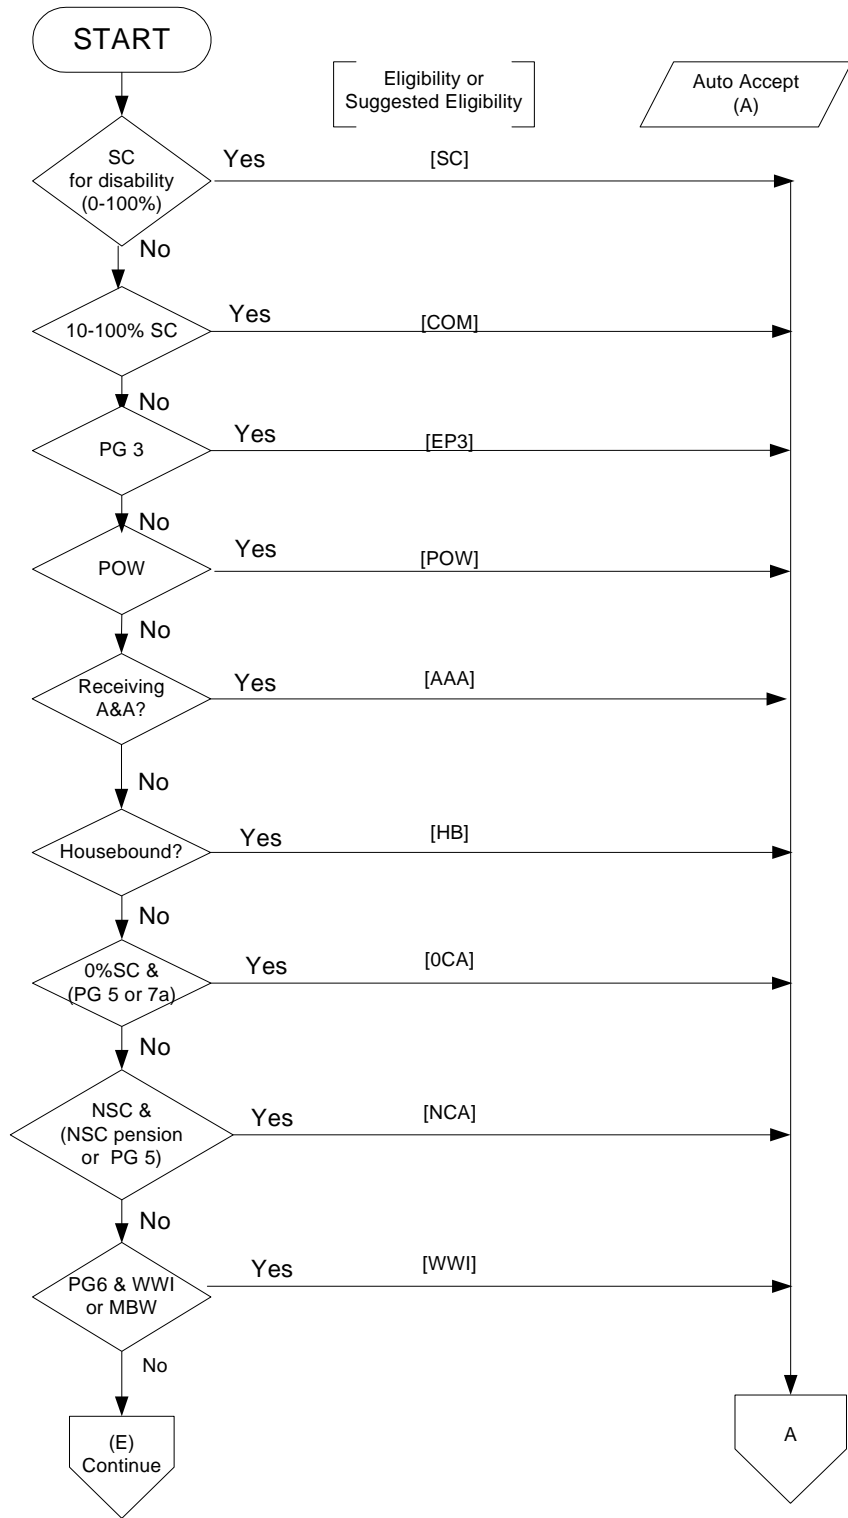 START
Eligibility or
Suggested Eligibility
Auto Accept
(A)
SC
for disability
(0-100%)
Yes
[SC]
No
10-100% SC
Yes
[COM]
No
PG 3
Yes
[EP3]
No
POW
Yes
[POW]
No
Receiving
A&A?
Yes
[AAA]
No
Housebound?
Yes
[HB]
No
0%SC &
(PG 5 or 7a)
Yes
[0CA]
No
NSC &
(NSC pension
or PG 5)
Yes
[NCA]
No
PG6 & WWI
or MBW
Yes
[WWI]
No
(E)
Continue
A